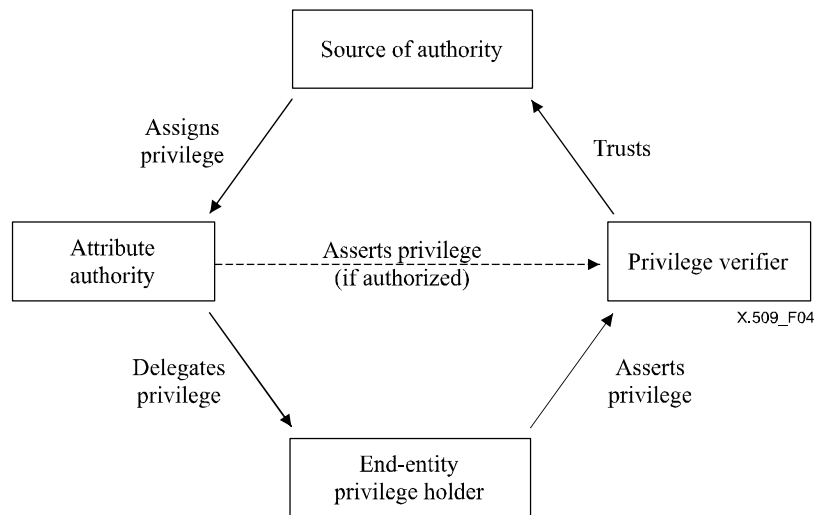 Source of authority
Assigns
privilege
Trusts
Attribute
authority
Asserts privilege
(if authorized)
Privilege verifier
X.509_F04
Delegates
privilege
Asserts
privilege
End-entity
privilege holder